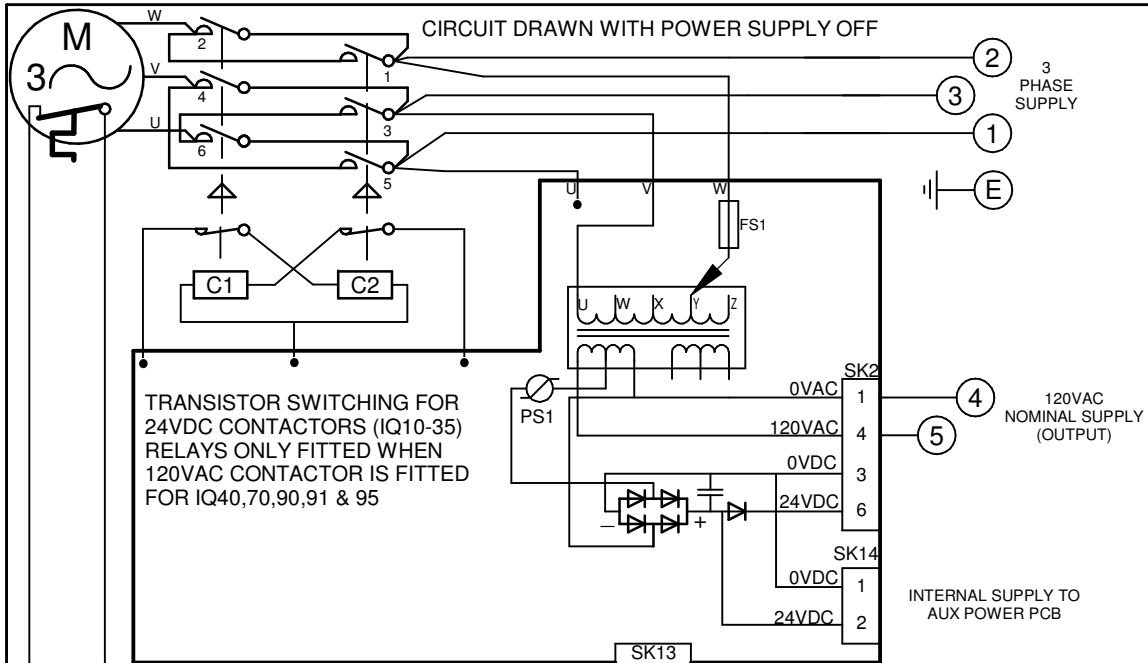 CIRCUIT DRAWN WITH POWER SUPPLY OFF
W
M
3
V
U
2
1
4
3
6
5
2
3
1
E
3
PHASE
SUPPLY
U
V
W
FS1
C1
C2
U
W
X
Y
Z
TRANSISTOR SWITCHING FOR
24VDC CONTACTORS (IQ10-35)
RELAYS ONLY FITTED WHEN
120VAC CONTACTOR IS FITTED
FOR IQ40,70,90,91 & 95
PS1
SK2
0VAC
1
4
120VAC
4
5
120VAC
NOMINAL SUPPLY
(OUTPUT)
0VDC
3
24VDC
6
–
+
SK14
0VDC
1
24VDC
2
INTERNAL SUPPLY TO
AUX POWER PCB
SK13